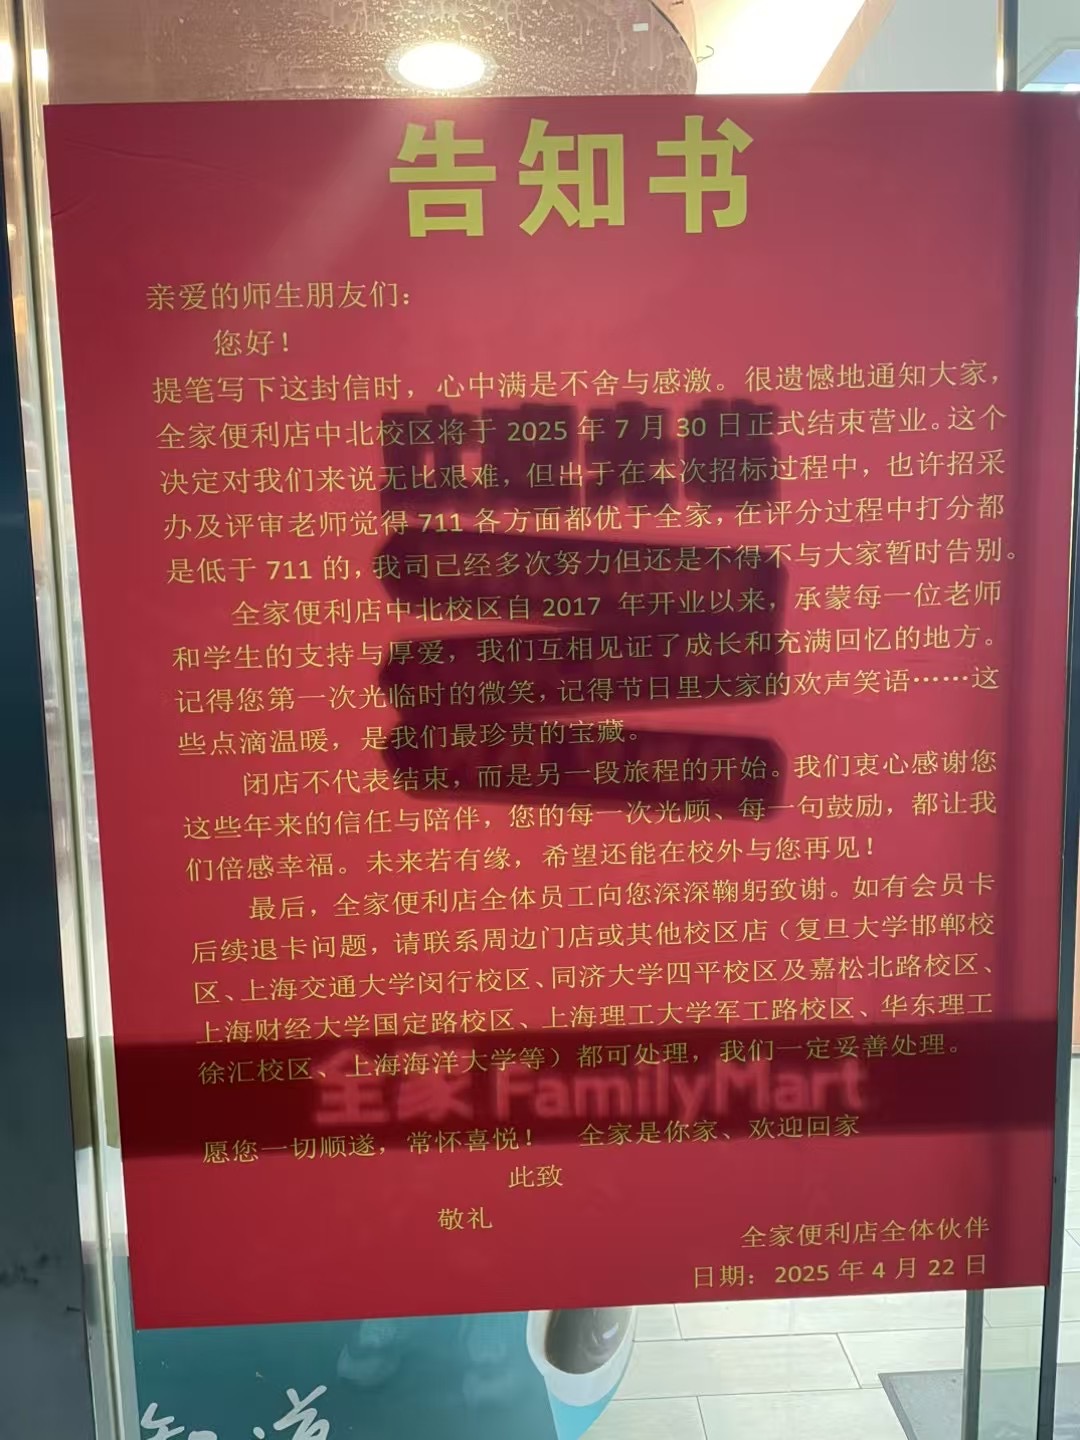 告知书
亲爱的师生朋友们：
您好！
提笔写下这封信时，心中满是不舍与感激。很遗憾地通知大家，
全家便利店中北校区将于 2025 年 7 月 30 日正式结束营业。这个
决定对我们来说无比艰难，但出于在本次招标过程中，也许招采
办及评审老师觉得 711 各方面都优于全家，在评分过程中打分都
是低于 711 的，我司已经多次努力但还是不得不与大家暂时告别。
全家便利店中北校区自 2017 年开业以来，承蒙每一位老师
和学生的支持与厚爱，我们互相见证了成长和充满回忆的地方。
记得您第一次光临时的微笑，记得节日里大家的欢声笑语……这
些点滴温暖，是我们最珍贵的宝藏。
闭店不代表结束，而是另一段旅程的开始。我们衷心感谢您
这些年来的信任与陪伴，您的每一次光顾、每一句鼓励，都让我
们倍感幸福。未来若有缘，希望还能在校外与您再见！
最后，全家便利店全体员工向您深深鞠躬致谢。如有会员卡
后续退卡问题，请联系周边门店或其他校区店（复旦大学邯郸校
区、上海交通大学闵行校区、同济大学四平校区及嘉松北路校区、
上海财经大学国定路校区、上海理工大学军工路校区、华东理工
徐汇校区、上海海洋大学等）都可处理，我们一定妥善处理。
全家 FamilyMart
愿您一切顺遂，常怀喜悦！ 全家是你家、欢迎回家
此致
敬礼
全家便利店全体伙伴
日期：2025 年 4 月 22 日
知道